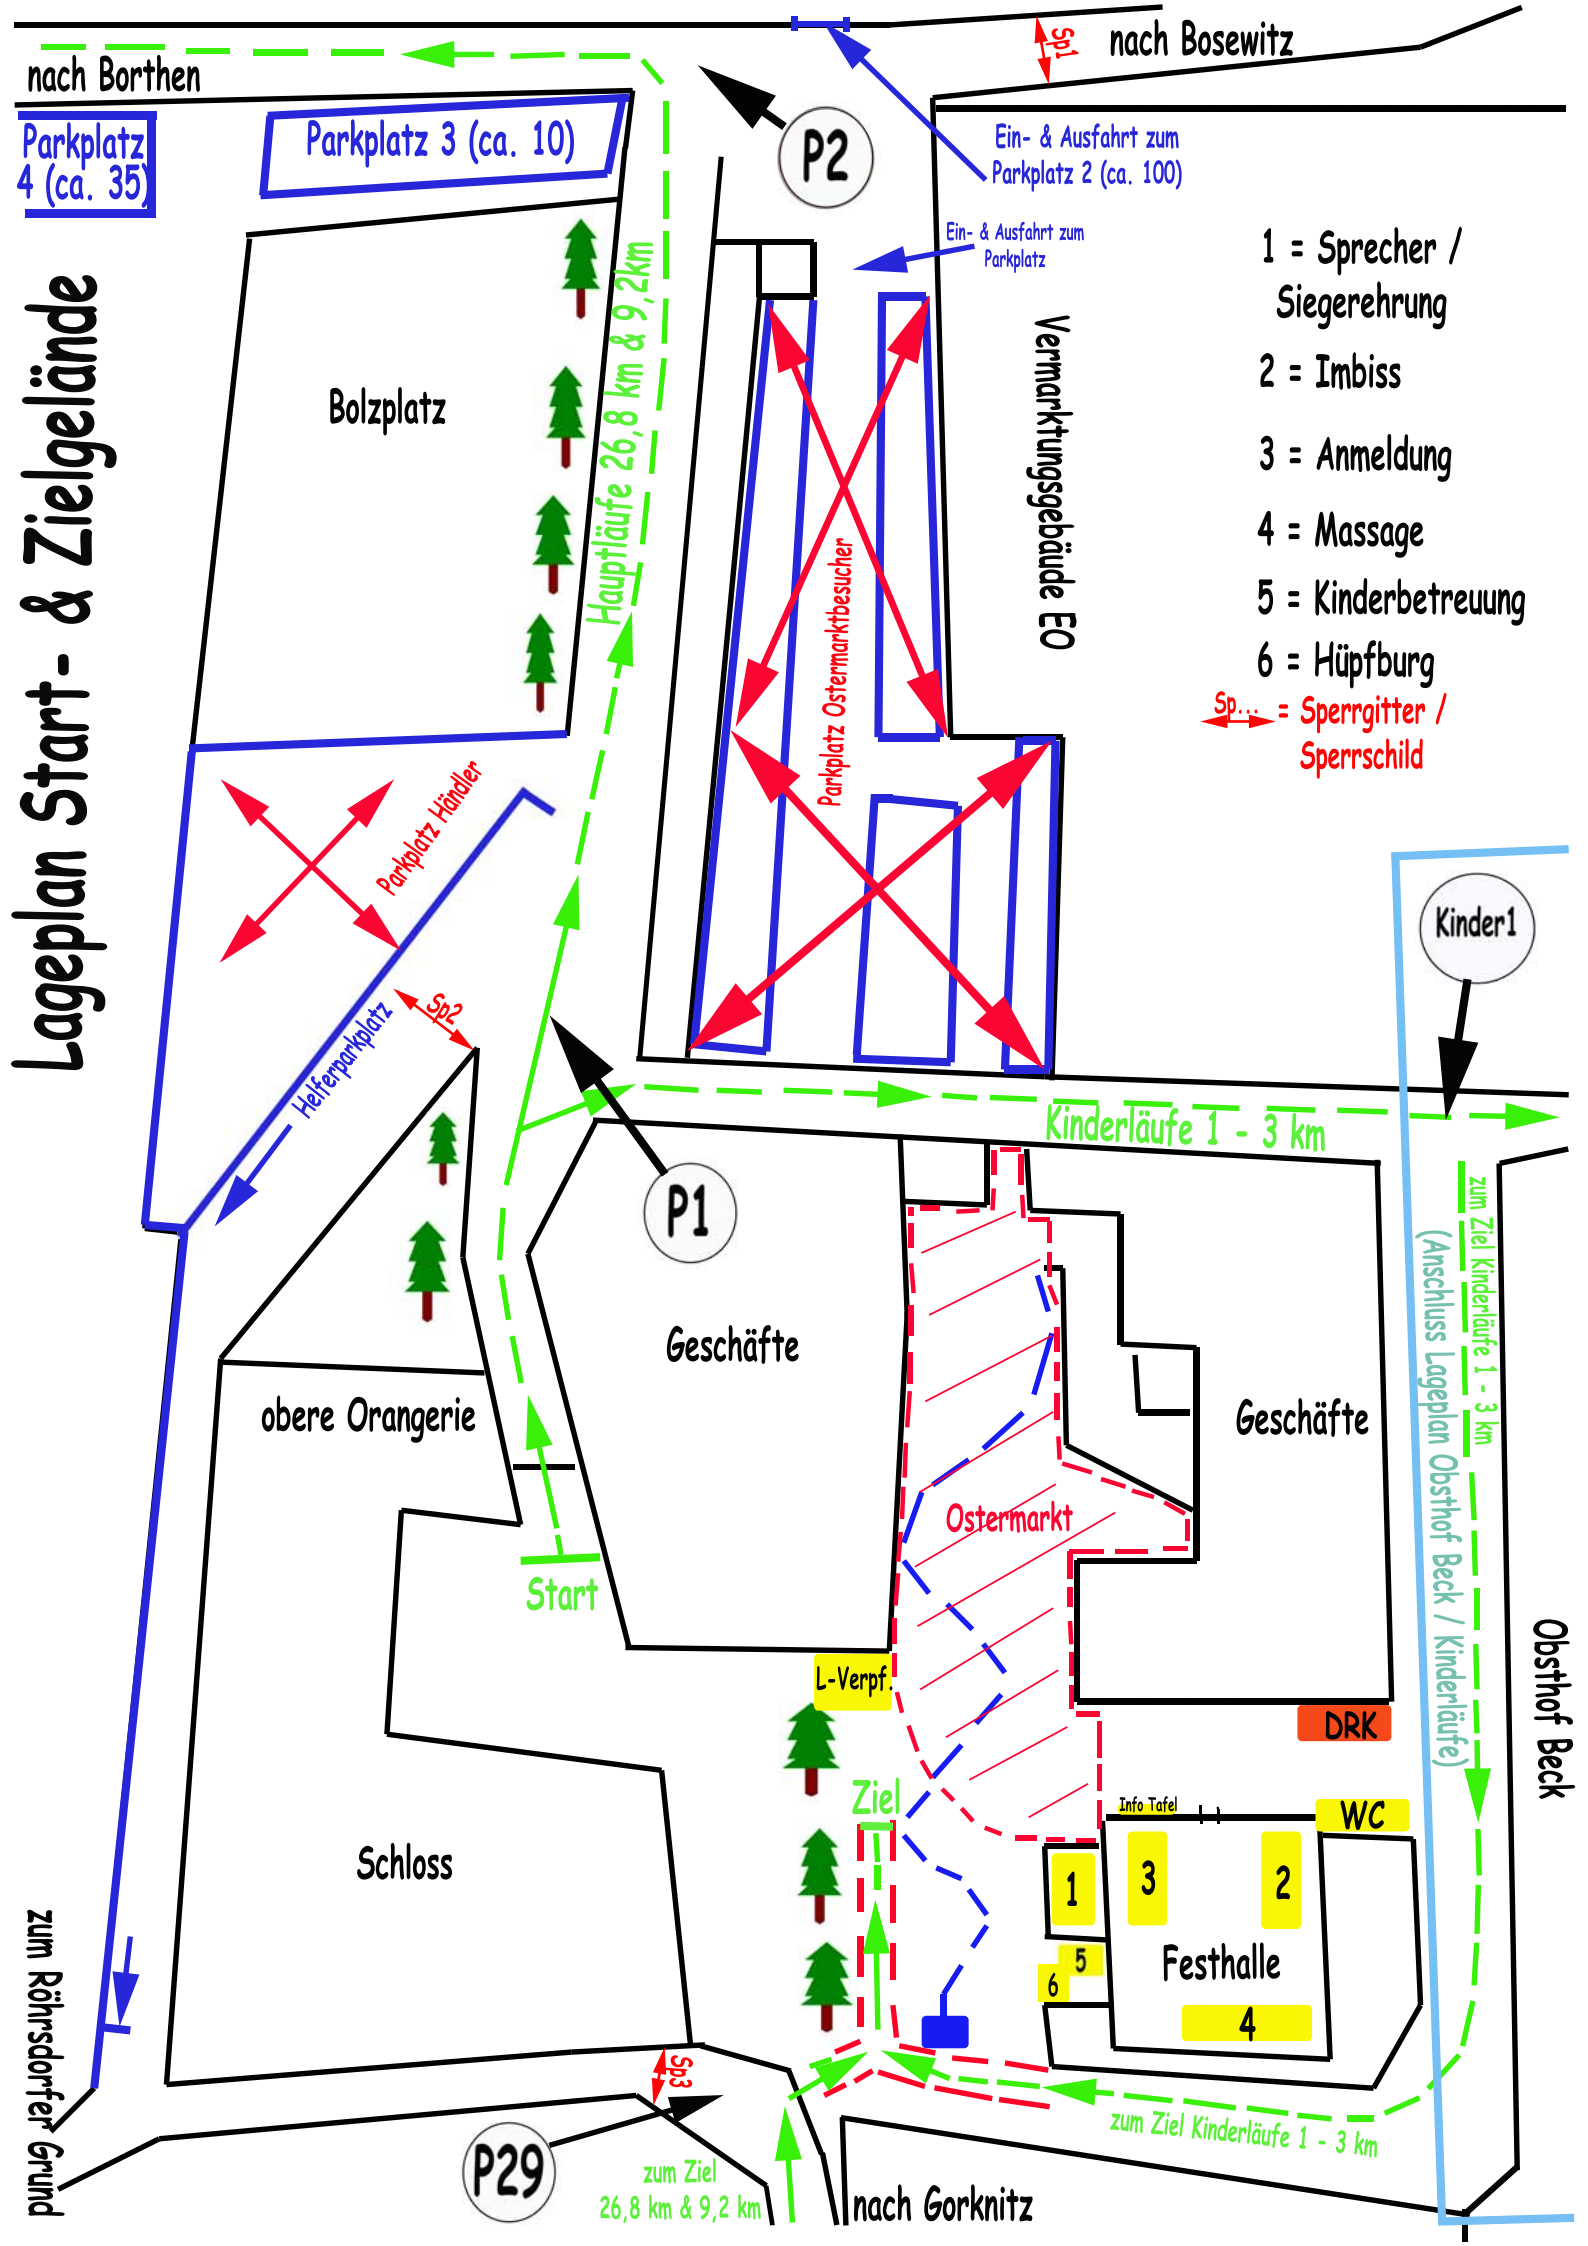 Lageplan Start- & Zielgelände
nach Borthen
Sp1
nach Bosewitz
Parkplatz
4 (ca. 35)
Parkplatz 3 (ca. 10)
P2
Ein- & Ausfahrt zum
Parkplatz 2 (ca. 100)
Ein- & Ausfahrt zum
Parkplatz
1 = Sprecher /
Siegerehrung
2 = Imbiss
3 = Anmeldung
4 = Massage
5 = Kinderbetreuung
6 = Hüpfburg
Sp... = Sperrgitter /
Sperrschild
Bolzplatz
Hauptläufe 26,8 km & 9,2km
Vermarktungsgebäude EO
Parkplatz Ostermarktbesucher
Parkplatz Händler
Helferparkplatz
Sp2
Kinder1
P1
Kinderläufe 1 - 3 km
zum Ziel Kinderläufe 1 - 3 km
(Anschluss Lageplan Obsthof Beck / Kinderläufe)
Geschäfte
Geschäfte
obere Orangerie
Ostermarkt
Start
L-Verpf.
DRK
Obsthof Beck
Ziel
Info Tafel
WC
Schloss
1
3
2
5
6
Festhalle
4
zum Röhrsdorfer Grund
Sp3
P29
zum Ziel
26,8 km & 9,2 km
nach Gorknitz
zum Ziel Kinderläufe 1 - 3 km